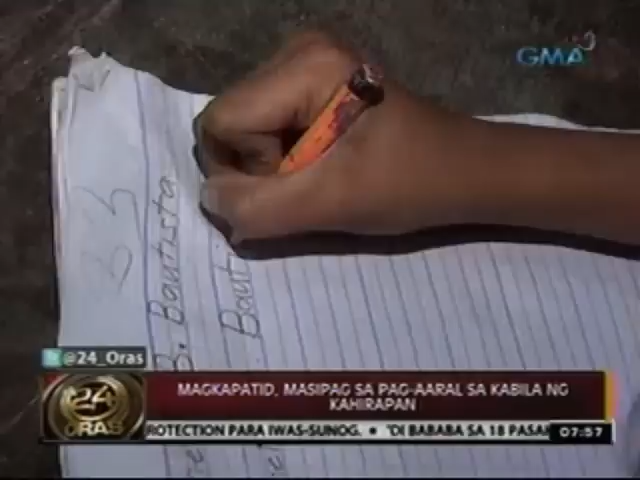 GMA
B. Bautista
Bauti
@24_Oras
24 ORAS
MAGKAPATID, MASIPAG SA PAG-AARAL SA KABILA NG
KAHIRAPAN
ROTECTION PARA IWAS-SUNOG. • 'DI BABABA SA 18 PASAH
07:57